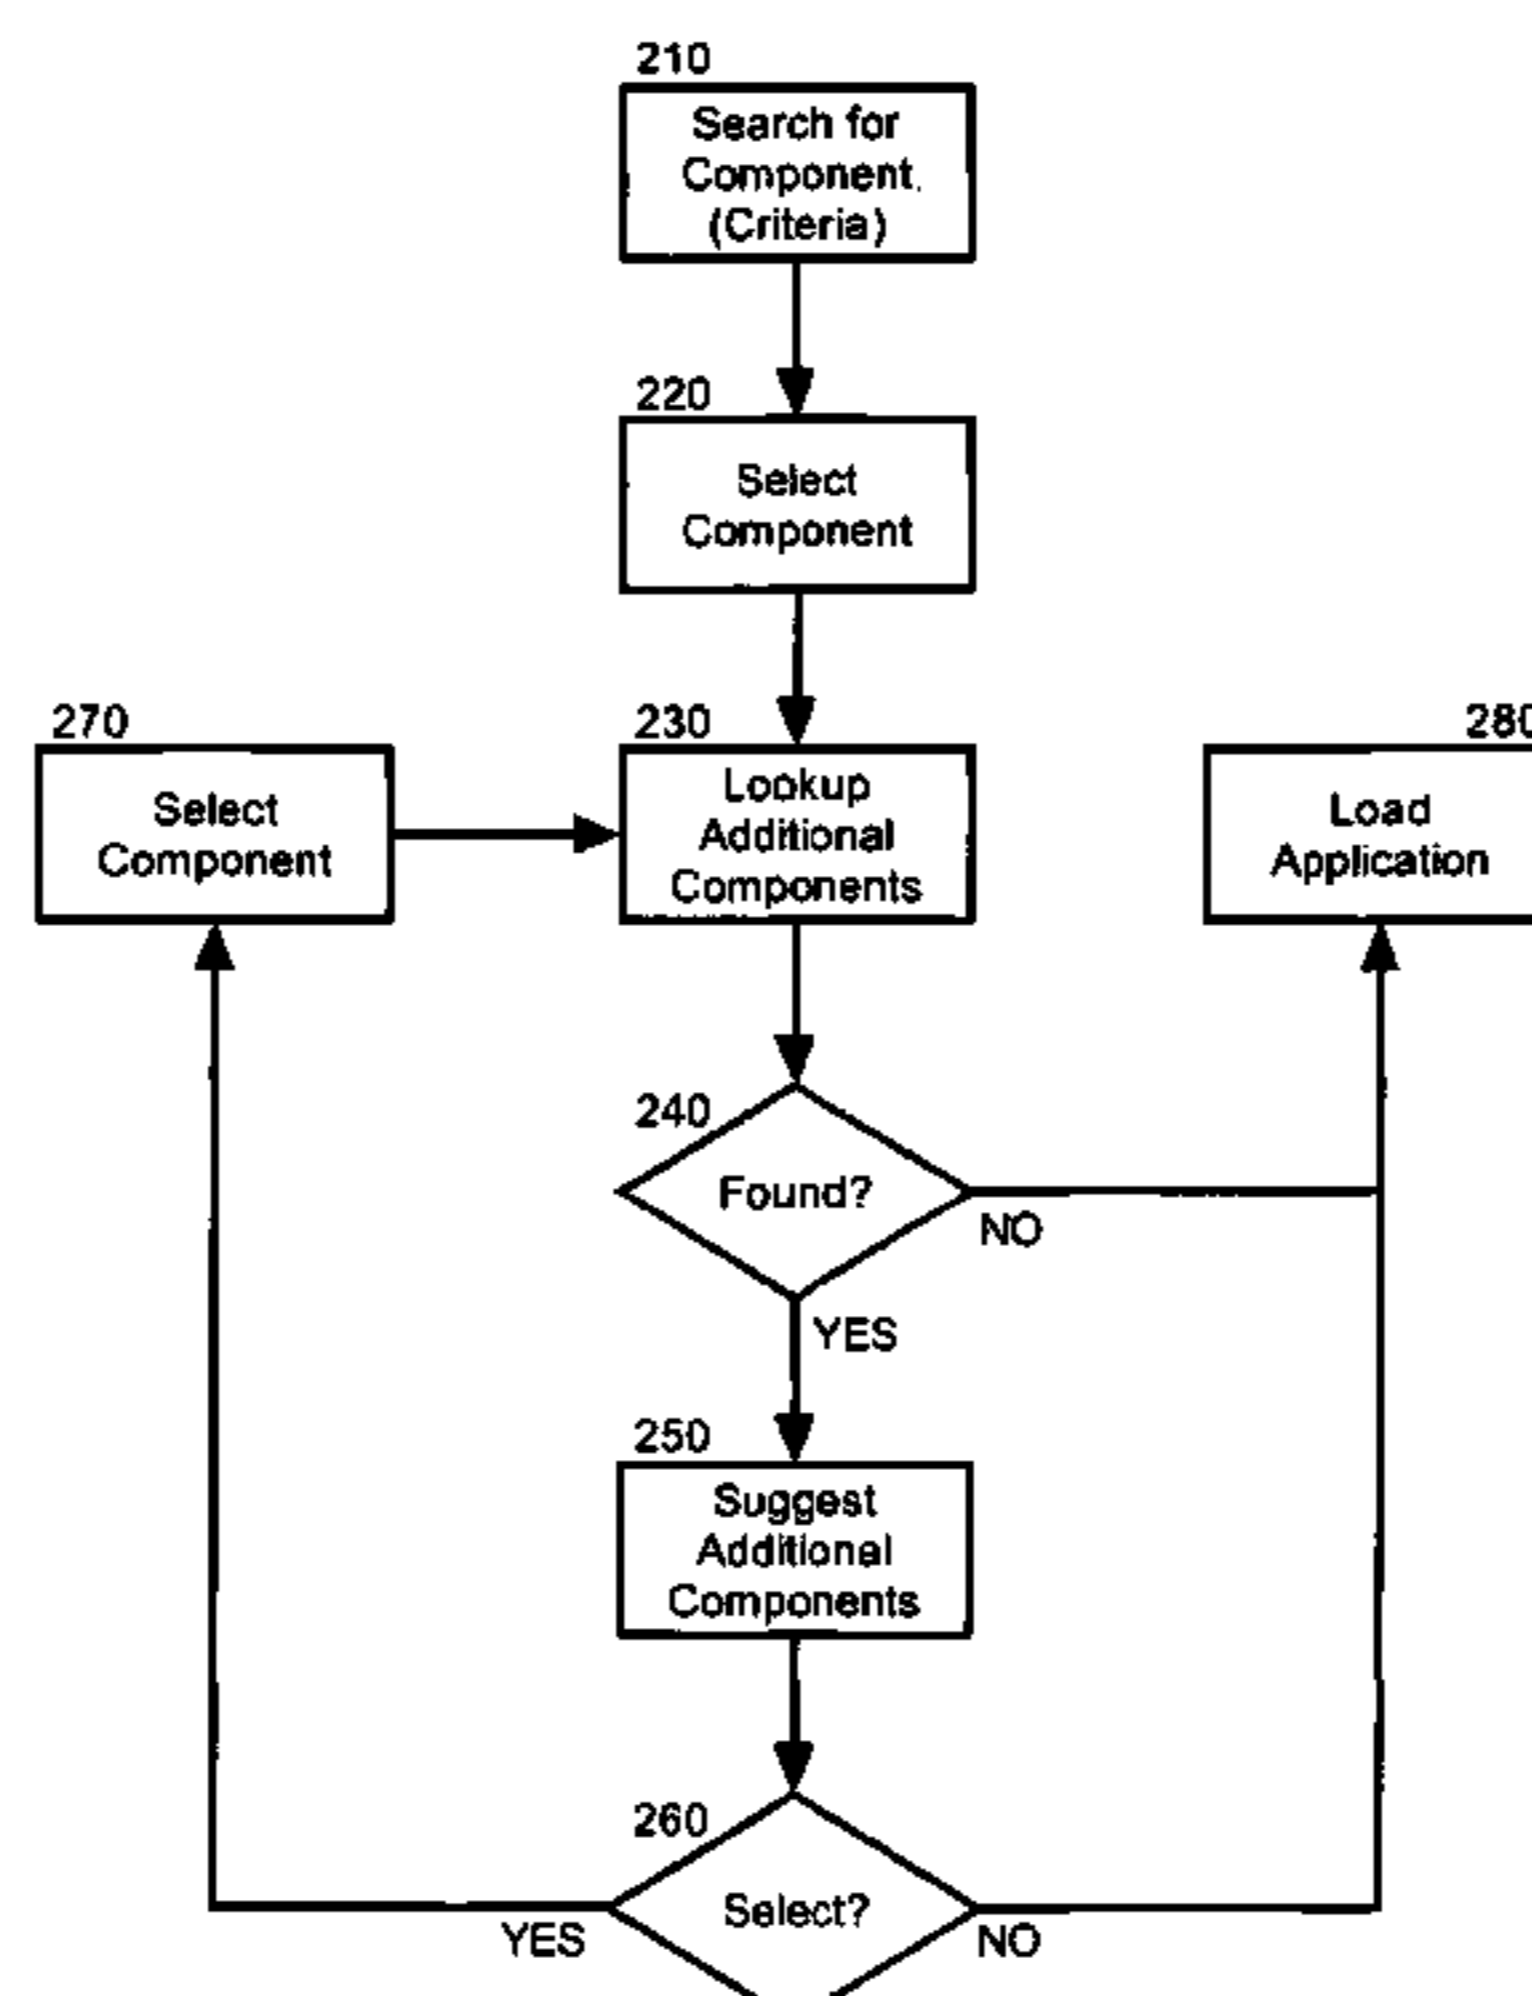 210
Search for
Component.
(Criteria)
220
Select
Component
270
Select
Component
230
Lookup
Additional
Components
280
Load
Application
240
Found?
NO
YES
250
Suggest
Additional
Components
260
Select?
YES
NO